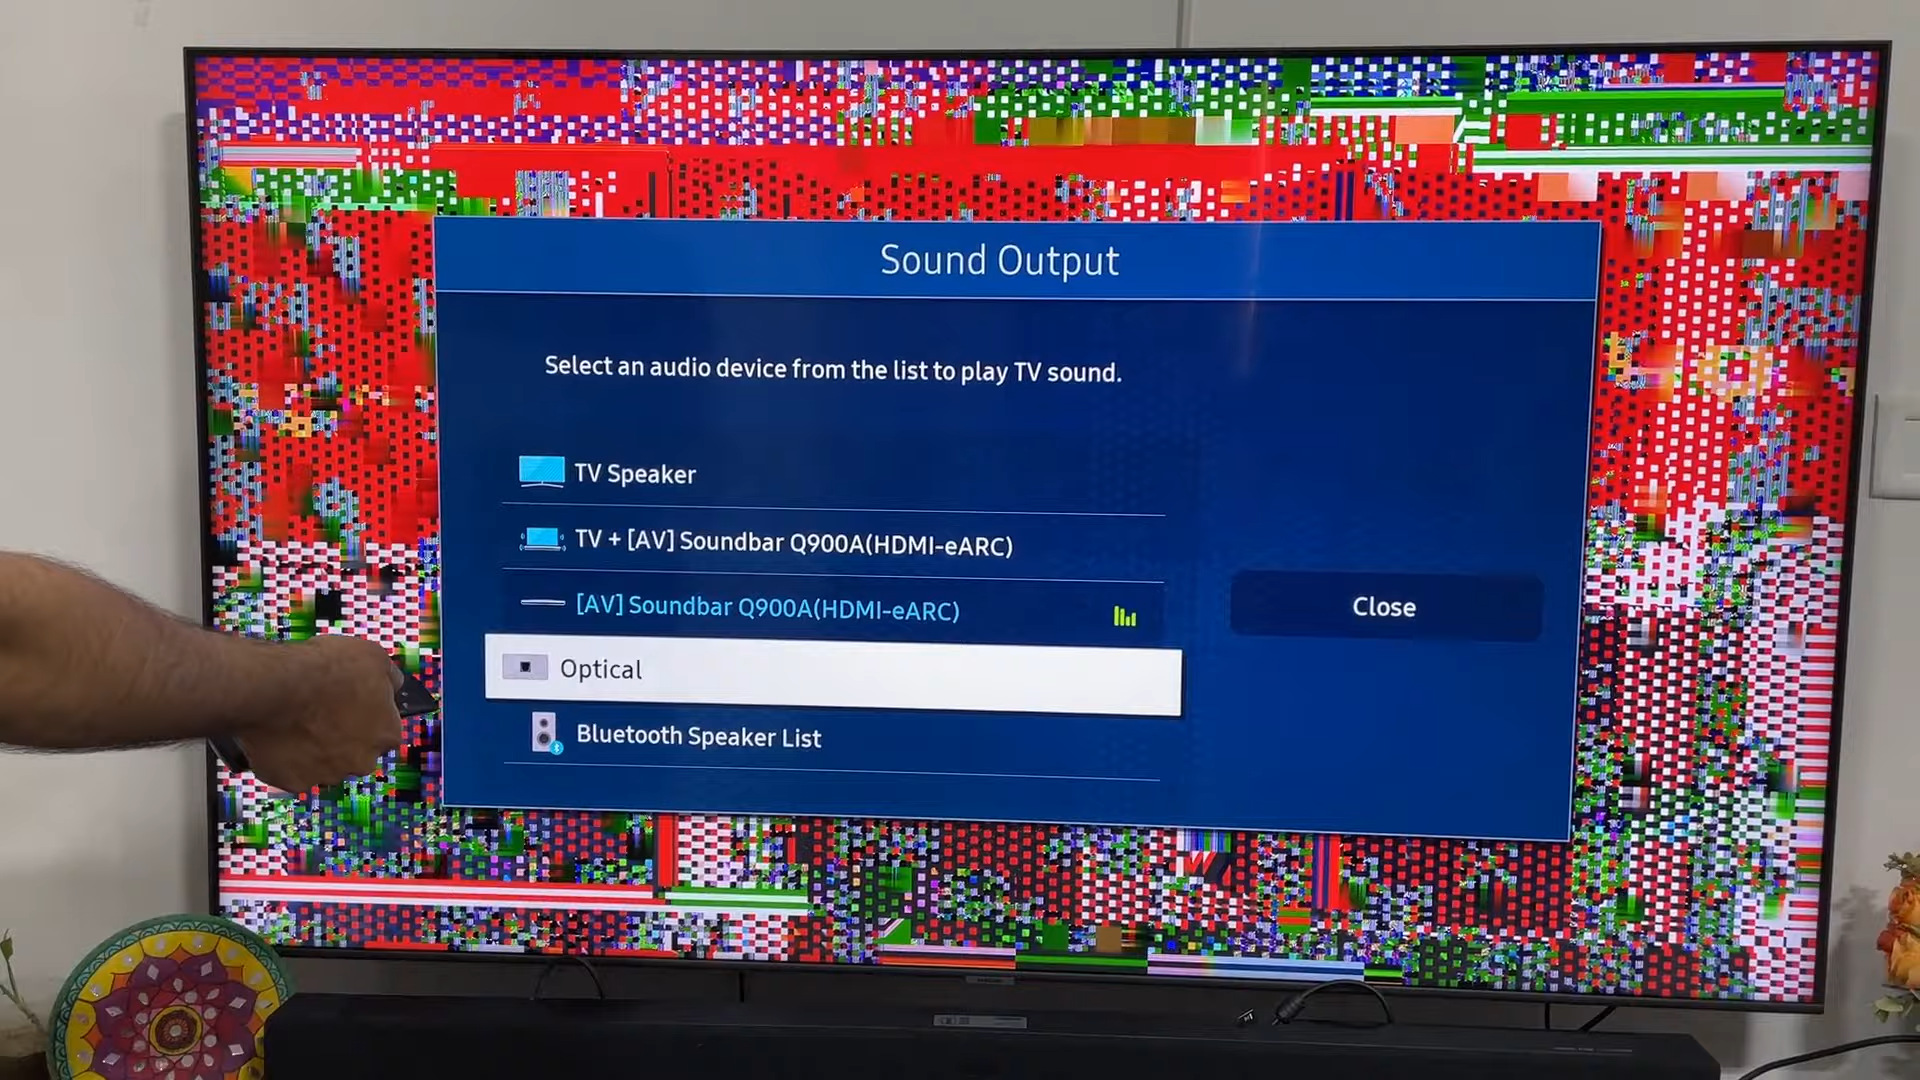 Sound Output
Select an audio device from the list to play TV sound.
TV Speaker
TV + [AV] Soundbar Q900A(HDMI-eARC)
[AV] Soundbar Q900A(HDMI-eARC)
Close
Optical
Bluetooth Speaker List